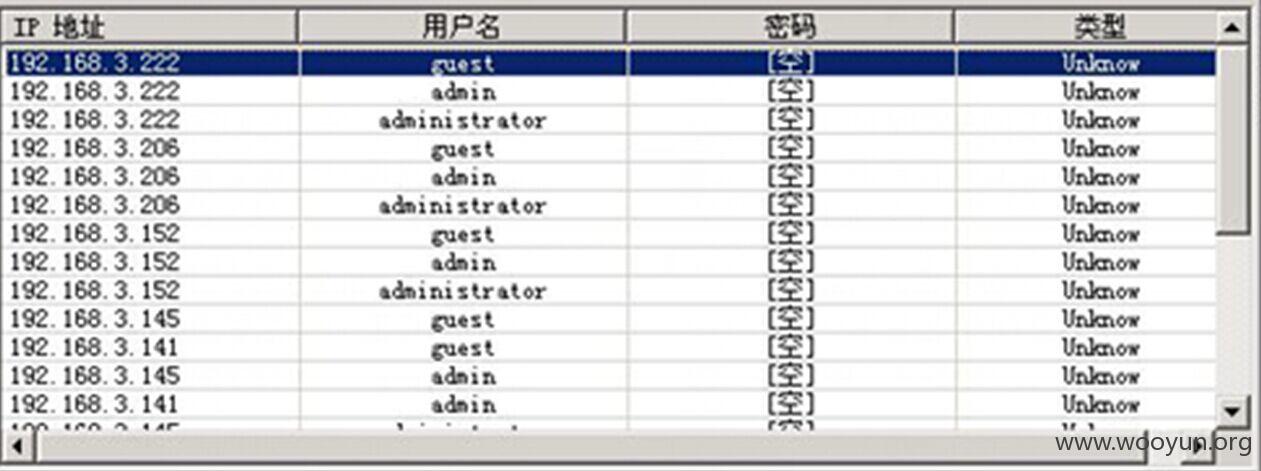 IP 地址 用户名 密码 类型
192.168.3.222 guest [空] Unknow
192.168.3.222 admin [空] Unknow
192.168.3.222 administrator [空] Unknow
192.168.3.206 guest [空] Unknow
192.168.3.206 admin [空] Unknow
192.168.3.206 administrator [空] Unknow
192.168.3.152 guest [空] Unknow
192.168.3.152 admin [空] Unknow
192.168.3.152 administrator [空] Unknow
192.168.3.145 guest [空] Unknow
192.168.3.141 guest [空] Unknow
192.168.3.145 admin [空] Unknow
192.168.3.141 admin [空] Unknow
www.wooyun.org